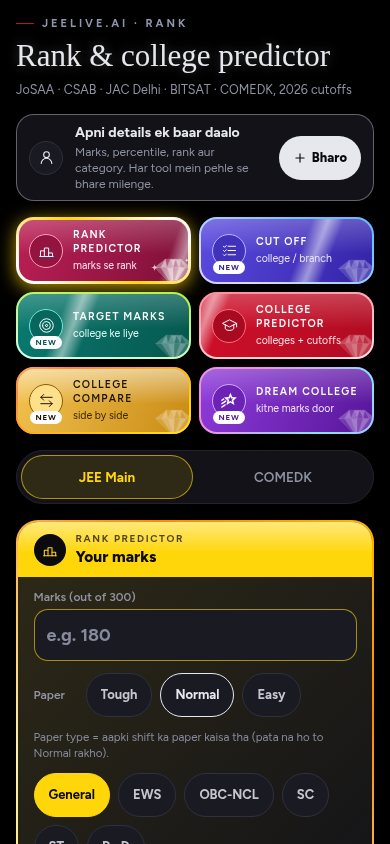 JEELIVE.AI · RANK
Rank & college predictor
JoSAA · CSAB · JAC Delhi · BITSAT · COMEDK, 2026 cutoffs
Apni details ek baar daalo
Marks, percentile, rank aur
category. Har tool mein pehle se
bhare milenge.
+ Bharo
RANK
PREDICTOR
marks se rank
CUT OFF
college / branch
NEW
TARGET MARKS
college ke liye
NEW
COLLEGE
PREDICTOR
colleges + cutoffs
COLLEGE
COMPARE
side by side
NEW
DREAM COLLEGE
kitne marks door
NEW
JEE Main
COMEDK
RANK PREDICTOR
Your marks
Marks (out of 300)
e.g. 180
Paper
Tough
Normal
Easy
Paper type = aapki shift ka paper kaisa tha (pata na ho to
Normal rakho).
General
EWS
OBC-NCL
SC